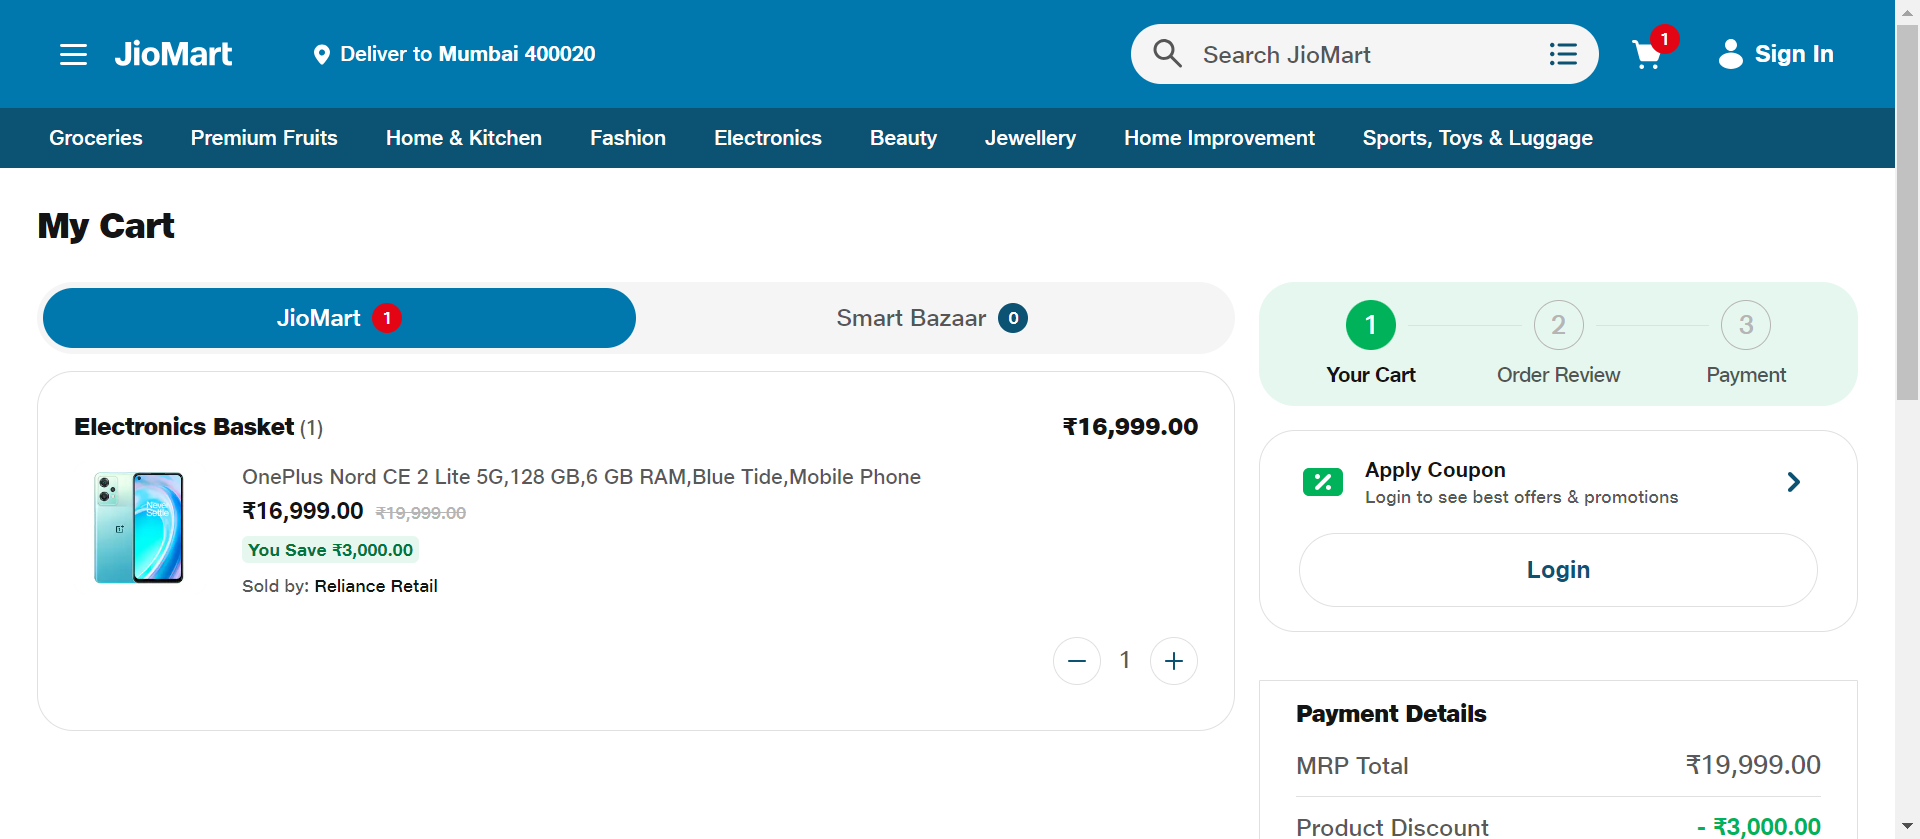 JioMart
Deliver to Mumbai 400020
Search JioMart
1
Sign In
Groceries
Premium Fruits
Home & Kitchen
Fashion
Electronics
Beauty
Jewellery
Home Improvement
Sports, Toys & Luggage
My Cart
JioMart 1
Smart Bazaar 0
Electronics Basket (1)
₹16,999.00
OnePlus Nord CE 2 Lite 5G,128 GB,6 GB RAM,Blue Tide,Mobile Phone
₹16,999.00 ₹19,999.00
You Save ₹3,000.00
Sold by: Reliance Retail
Never
Settle
1
1
2
3
Your Cart
Order Review
Payment
Apply Coupon
Login to see best offers & promotions
Login
Payment Details
MRP Total
₹19,999.00
Product Discount
- ₹3,000.00